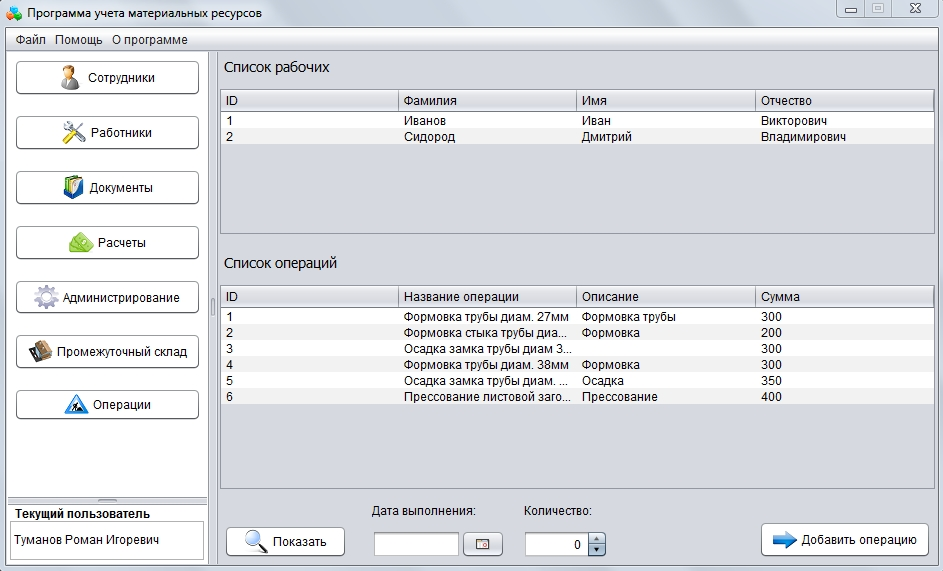 Программа учета материальных ресурсов
Файл Помощь О программе
Сотрудники
Работники
Документы
Расчеты
Администрирование
Промежуточный склад
Операции
Текущий пользователь
Туманов Роман Игоревич
Список рабочих
ID Фамилия Имя Отчество
1 Иванов Иван Викторович
2 Сидород Дмитрий Владимирович
Список операций
ID Название операции Описание Сумма
1 Формовка трубы диам. 27мм Формовка трубы 300
2 Формовка стыка трубы диа... Формовка 200
3 Осадка замка трубы диам 3... 300
4 Формовка трубы диам. 38мм Формовка 300
5 Осадка замка трубы диам. ... Осадка 350
6 Прессование листовой заго... Прессование 400
Дата выполнения: Количество:
Показать 0 Добавить операцию